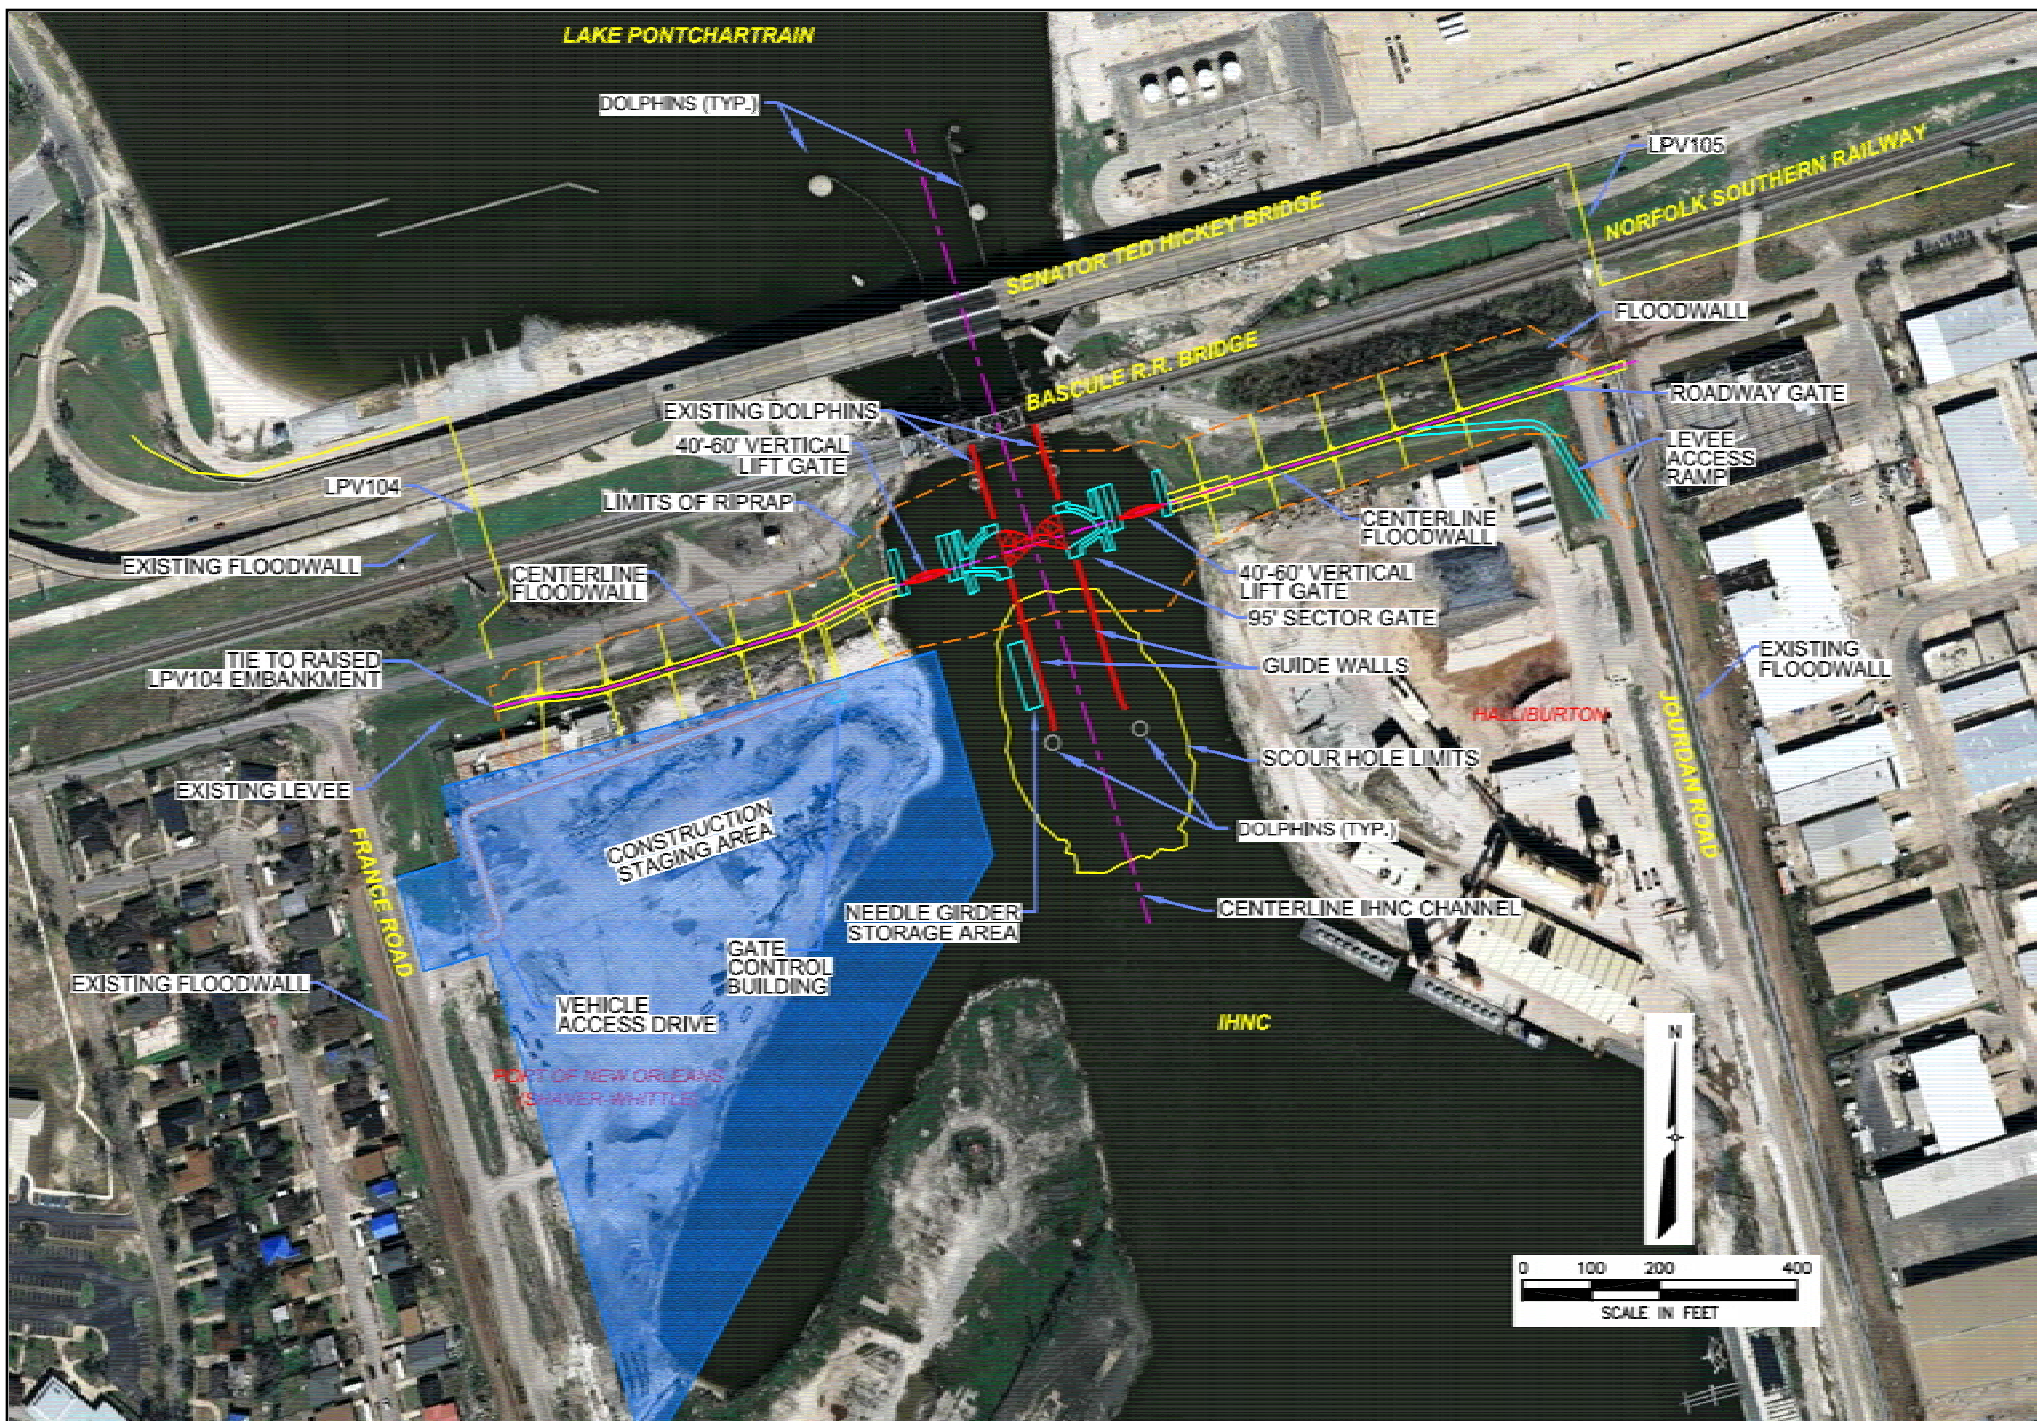 LAKE PONTCHARTRAIN
DOLPHINS (TYP.)
LPV105
NORFOLK SOUTHERN RAILWAY
SENATOR TED HICKEY BRIDGE
FLOODWALL
BASCULE R.R. BRIDGE
ROADWAY GATE
EXISTING DOLPHINS
40'-60' VERTICAL
LIFT GATE
LEVEE
ACCESS
RAMP
LPV104
LIMITS OF RIPRAP
CENTERLINE
FLOODWALL
EXISTING FLOODWALL
CENTERLINE
FLOODWALL
40'-60' VERTICAL
LIFT GATE
95' SECTOR GATE
TIE TO RAISED
LPV104 EMBANKMENT
GUIDE WALLS
EXISTING
FLOODWALL
HALLIBURTON
JOURDAN ROAD
SCOUR HOLE LIMITS
EXISTING LEVEE
CONSTRUCTION
STAGING AREA
DOLPHINS (TYP.)
FRANCE ROAD
NEEDLE GIRDER
STORAGE AREA
CENTERLINE IHNC CHANNEL
GATE
CONTROL
BUILDING
EXISTING FLOODWALL
VEHICLE
ACCESS DRIVE
IHNC
PORT OF NEW ORLEANS
(SHAVER-WHITTLE)
N
0 100 200 400
SCALE IN FEET